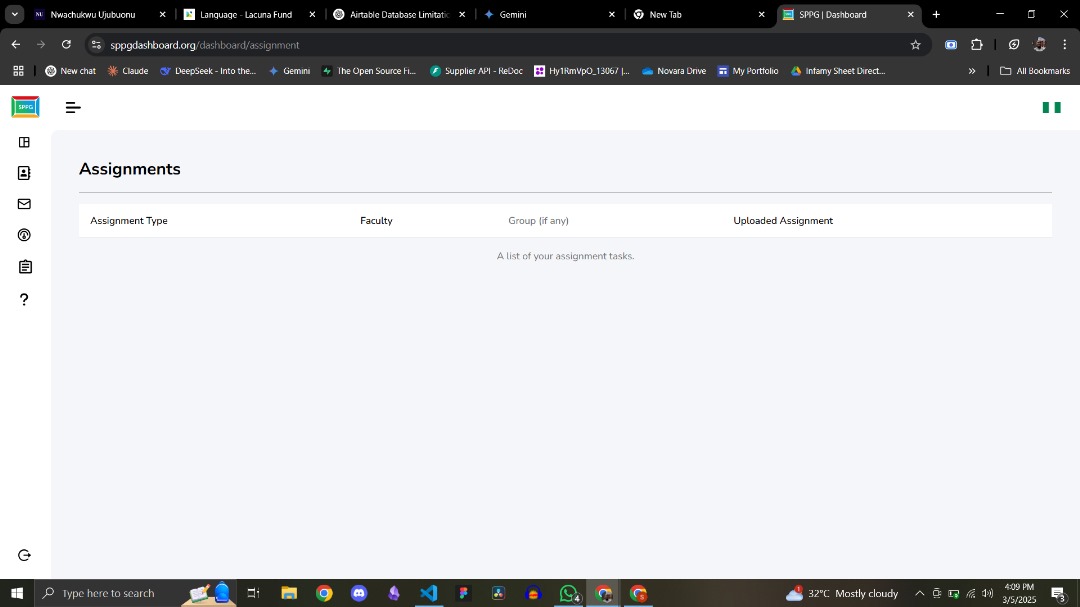 Nwachukwu Ujubuonu
Language - Lacuna Fund
Airtable Database Limitatio
Gemini
New Tab
SPPG | Dashboard
sppgdashboard.org/dashboard/assignment
New chat
Claude
DeepSeek - Into the...
Gemini
The Open Source Fi...
Supplier API - ReDoc
Hy1RmVpO_13067 |...
Novara Drive
My Portfolio
Infamy Sheet Direct...
All Bookmarks
SPPG
Assignments
Assignment Type
Faculty
Group (if any)
Uploaded Assignment
A list of your assignment tasks.
Type here to search
4
32°C Mostly cloudy
4:09 PM
3/5/2025
3